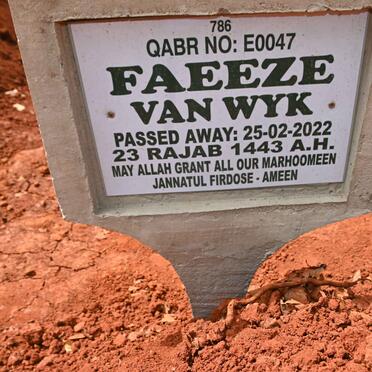 786
QABR NO: E0047
FAEEZE
VAN WYK
PASSED AWAY: 25-02-2022
23 RAJAB 1443 A.H.
MAY ALLAH GRANT ALL OUR MARHOOMEEN
JANNATUL FIRDOSE - AMEEN